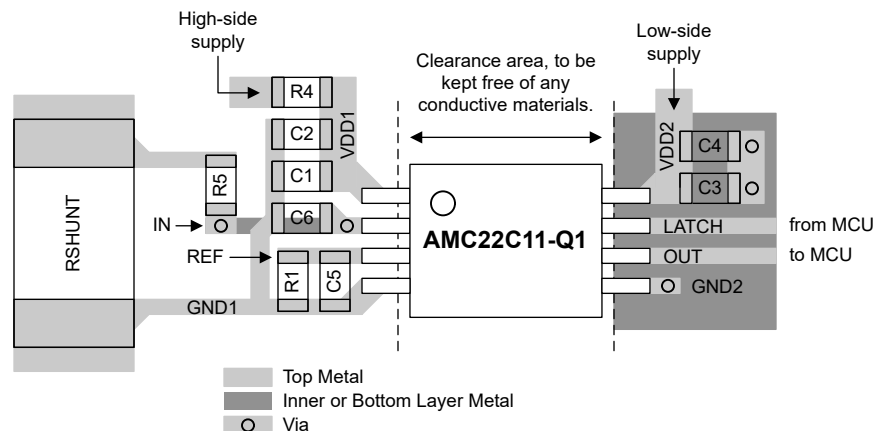 High-side
supply
Clearance area, to be
kept free of any
conductive materials.
Low-side
supply
R4
C2
VDD1
C1
R5
C6
IN
REF
RSHUNT
R1
C5
GND1
AMC22C11-Q1
VDD2
C4
C3
LATCH
from MCU
OUT
to MCU
GND2
Top Metal
Inner or Bottom Layer Metal
Via